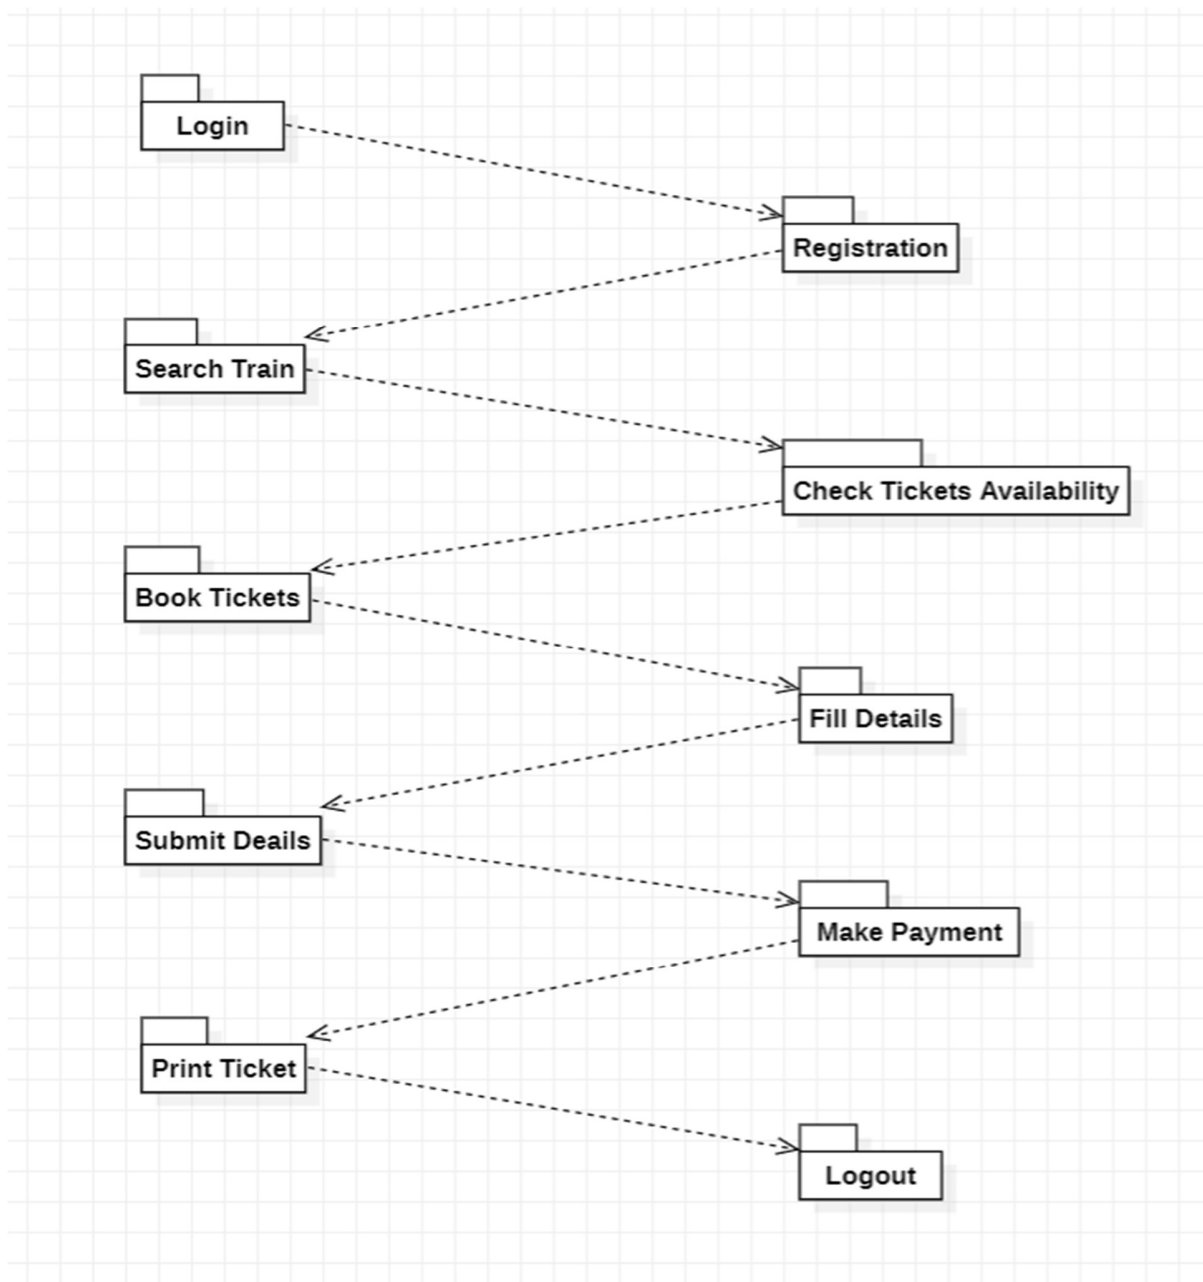 Login
Registration
Search Train
Check Tickets Availability
Book Tickets
Fill Details
Submit Deails
Make Payment
Print Ticket
Logout